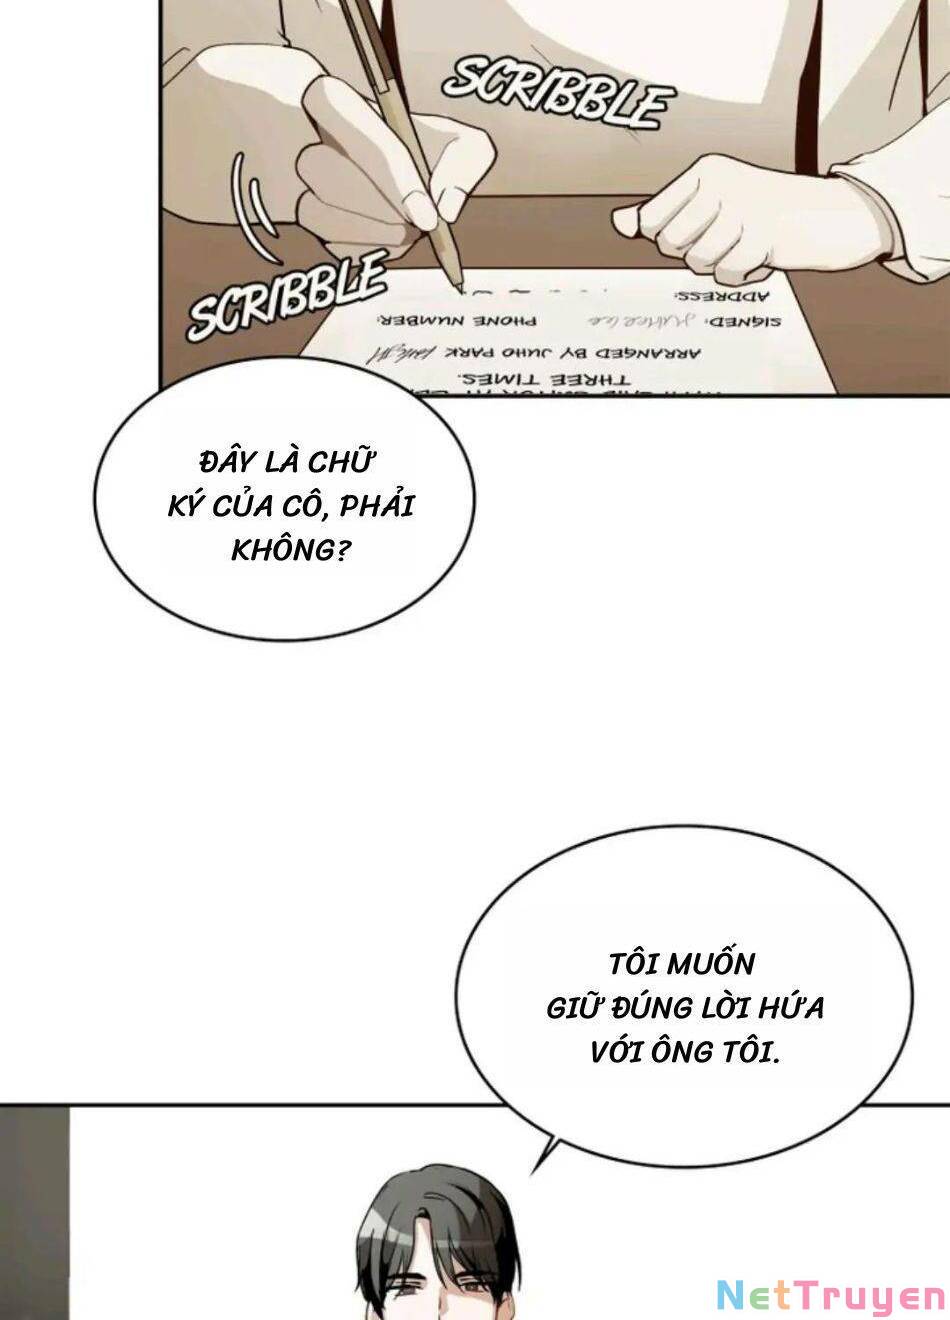 SCRIBBLE
SCRIBBLE
ADDRESS:
SIGNED: PHONE NUMBER:
ARRANGED BY JUHO PARK
THREE TIMES.
ĐÂY LÀ CHỮ
KÝ CỦA CÔ, PHẢI
KHÔNG?
TÔI MUỐN
GIỮ ĐÚNG LỜI HỨA
VỚI ÔNG TÔI.
NetTruyen